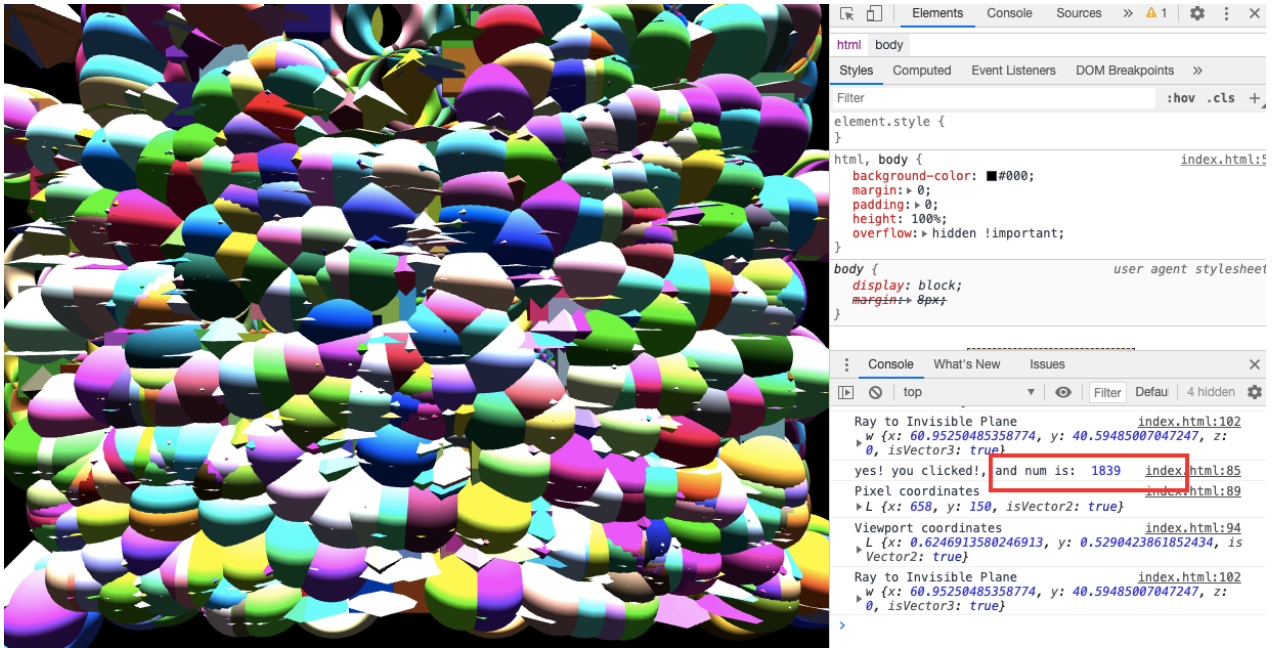 Elements Console Sources » 1
html body
Styles Computed Event Listeners DOM Breakpoints »
Filter :hov .cls +
element.style {
}
html, body { index.html:5
background-color: #000;
margin: 0;
padding: 0;
height: 100%;
overflow: hidden !important;
}
body { user agent stylesheet
display: block;
margin: 8px;
}
Console What's New Issues
top Filter Defaul 4 hidden
Ray to Invisible Plane index.html:102
w {x: 60.95250485358774, y: 40.59485007047247, z:
0, isVector3: true}
yes! you clicked!, and num is: 1839 index.html:85
Pixel coordinates index.html:89
L {x: 658, y: 150, isVector2: true}
Viewport coordinates index.html:94
L {x: 0.6246913580246913, y: 0.5290423861852434, is
Vector2: true}
Ray to Invisible Plane index.html:102
w {x: 60.95250485358774, y: 40.59485007047247, z:
0, isVector3: true}
›